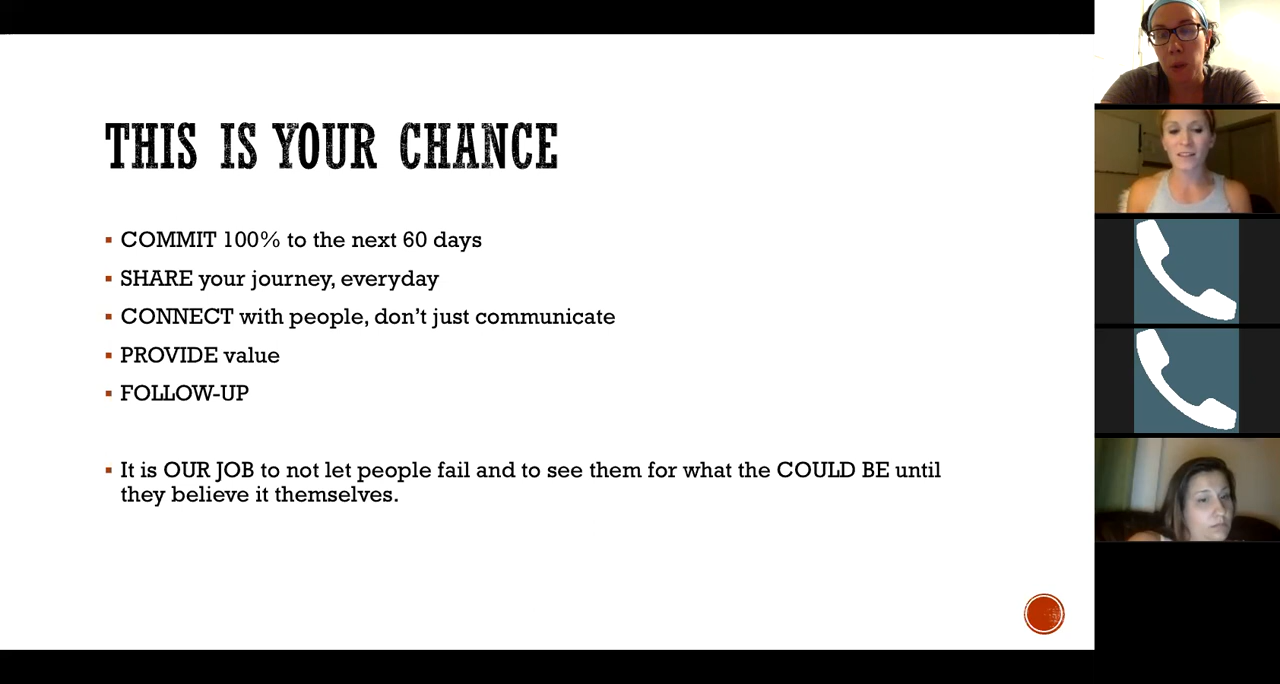 THIS IS YOUR CHANCE
COMMIT 100% to the next 60 days
SHARE your journey, everyday
CONNECT with people, don't just communicate
PROVIDE value
FOLLOW-UP
It is OUR JOB to not let people fail and to see them for what the COULD BE until
they believe it themselves.